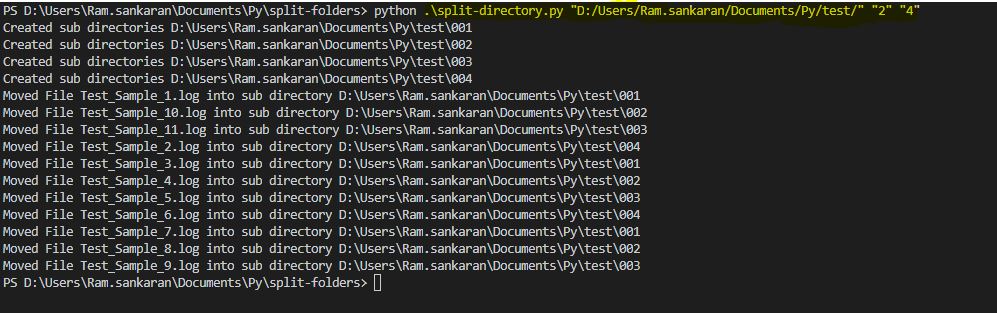 PS D:\Users\Ram.sankaran\Documents\Py\split-folders> python .\split-directory.py "D:/Users/Ram.sankaran/Documents/Py/test/" "2" "4"
Created sub directories D:\Users\Ram.sankaran\Documents\Py\test\001
Created sub directories D:\Users\Ram.sankaran\Documents\Py\test\002
Created sub directories D:\Users\Ram.sankaran\Documents\Py\test\003
Created sub directories D:\Users\Ram.sankaran\Documents\Py\test\004
Moved File Test_Sample_1.log into sub directory D:\Users\Ram.sankaran\Documents\Py\test\001
Moved File Test_Sample_10.log into sub directory D:\Users\Ram.sankaran\Documents\Py\test\002
Moved File Test_Sample_11.log into sub directory D:\Users\Ram.sankaran\Documents\Py\test\003
Moved File Test_Sample_2.log into sub directory D:\Users\Ram.sankaran\Documents\Py\test\004
Moved File Test_Sample_3.log into sub directory D:\Users\Ram.sankaran\Documents\Py\test\001
Moved File Test_Sample_4.log into sub directory D:\Users\Ram.sankaran\Documents\Py\test\002
Moved File Test_Sample_5.log into sub directory D:\Users\Ram.sankaran\Documents\Py\test\003
Moved File Test_Sample_6.log into sub directory D:\Users\Ram.sankaran\Documents\Py\test\004
Moved File Test_Sample_7.log into sub directory D:\Users\Ram.sankaran\Documents\Py\test\001
Moved File Test_Sample_8.log into sub directory D:\Users\Ram.sankaran\Documents\Py\test\002
Moved File Test_Sample_9.log into sub directory D:\Users\Ram.sankaran\Documents\Py\test\003
PS D:\Users\Ram.sankaran\Documents\Py\split-folders>